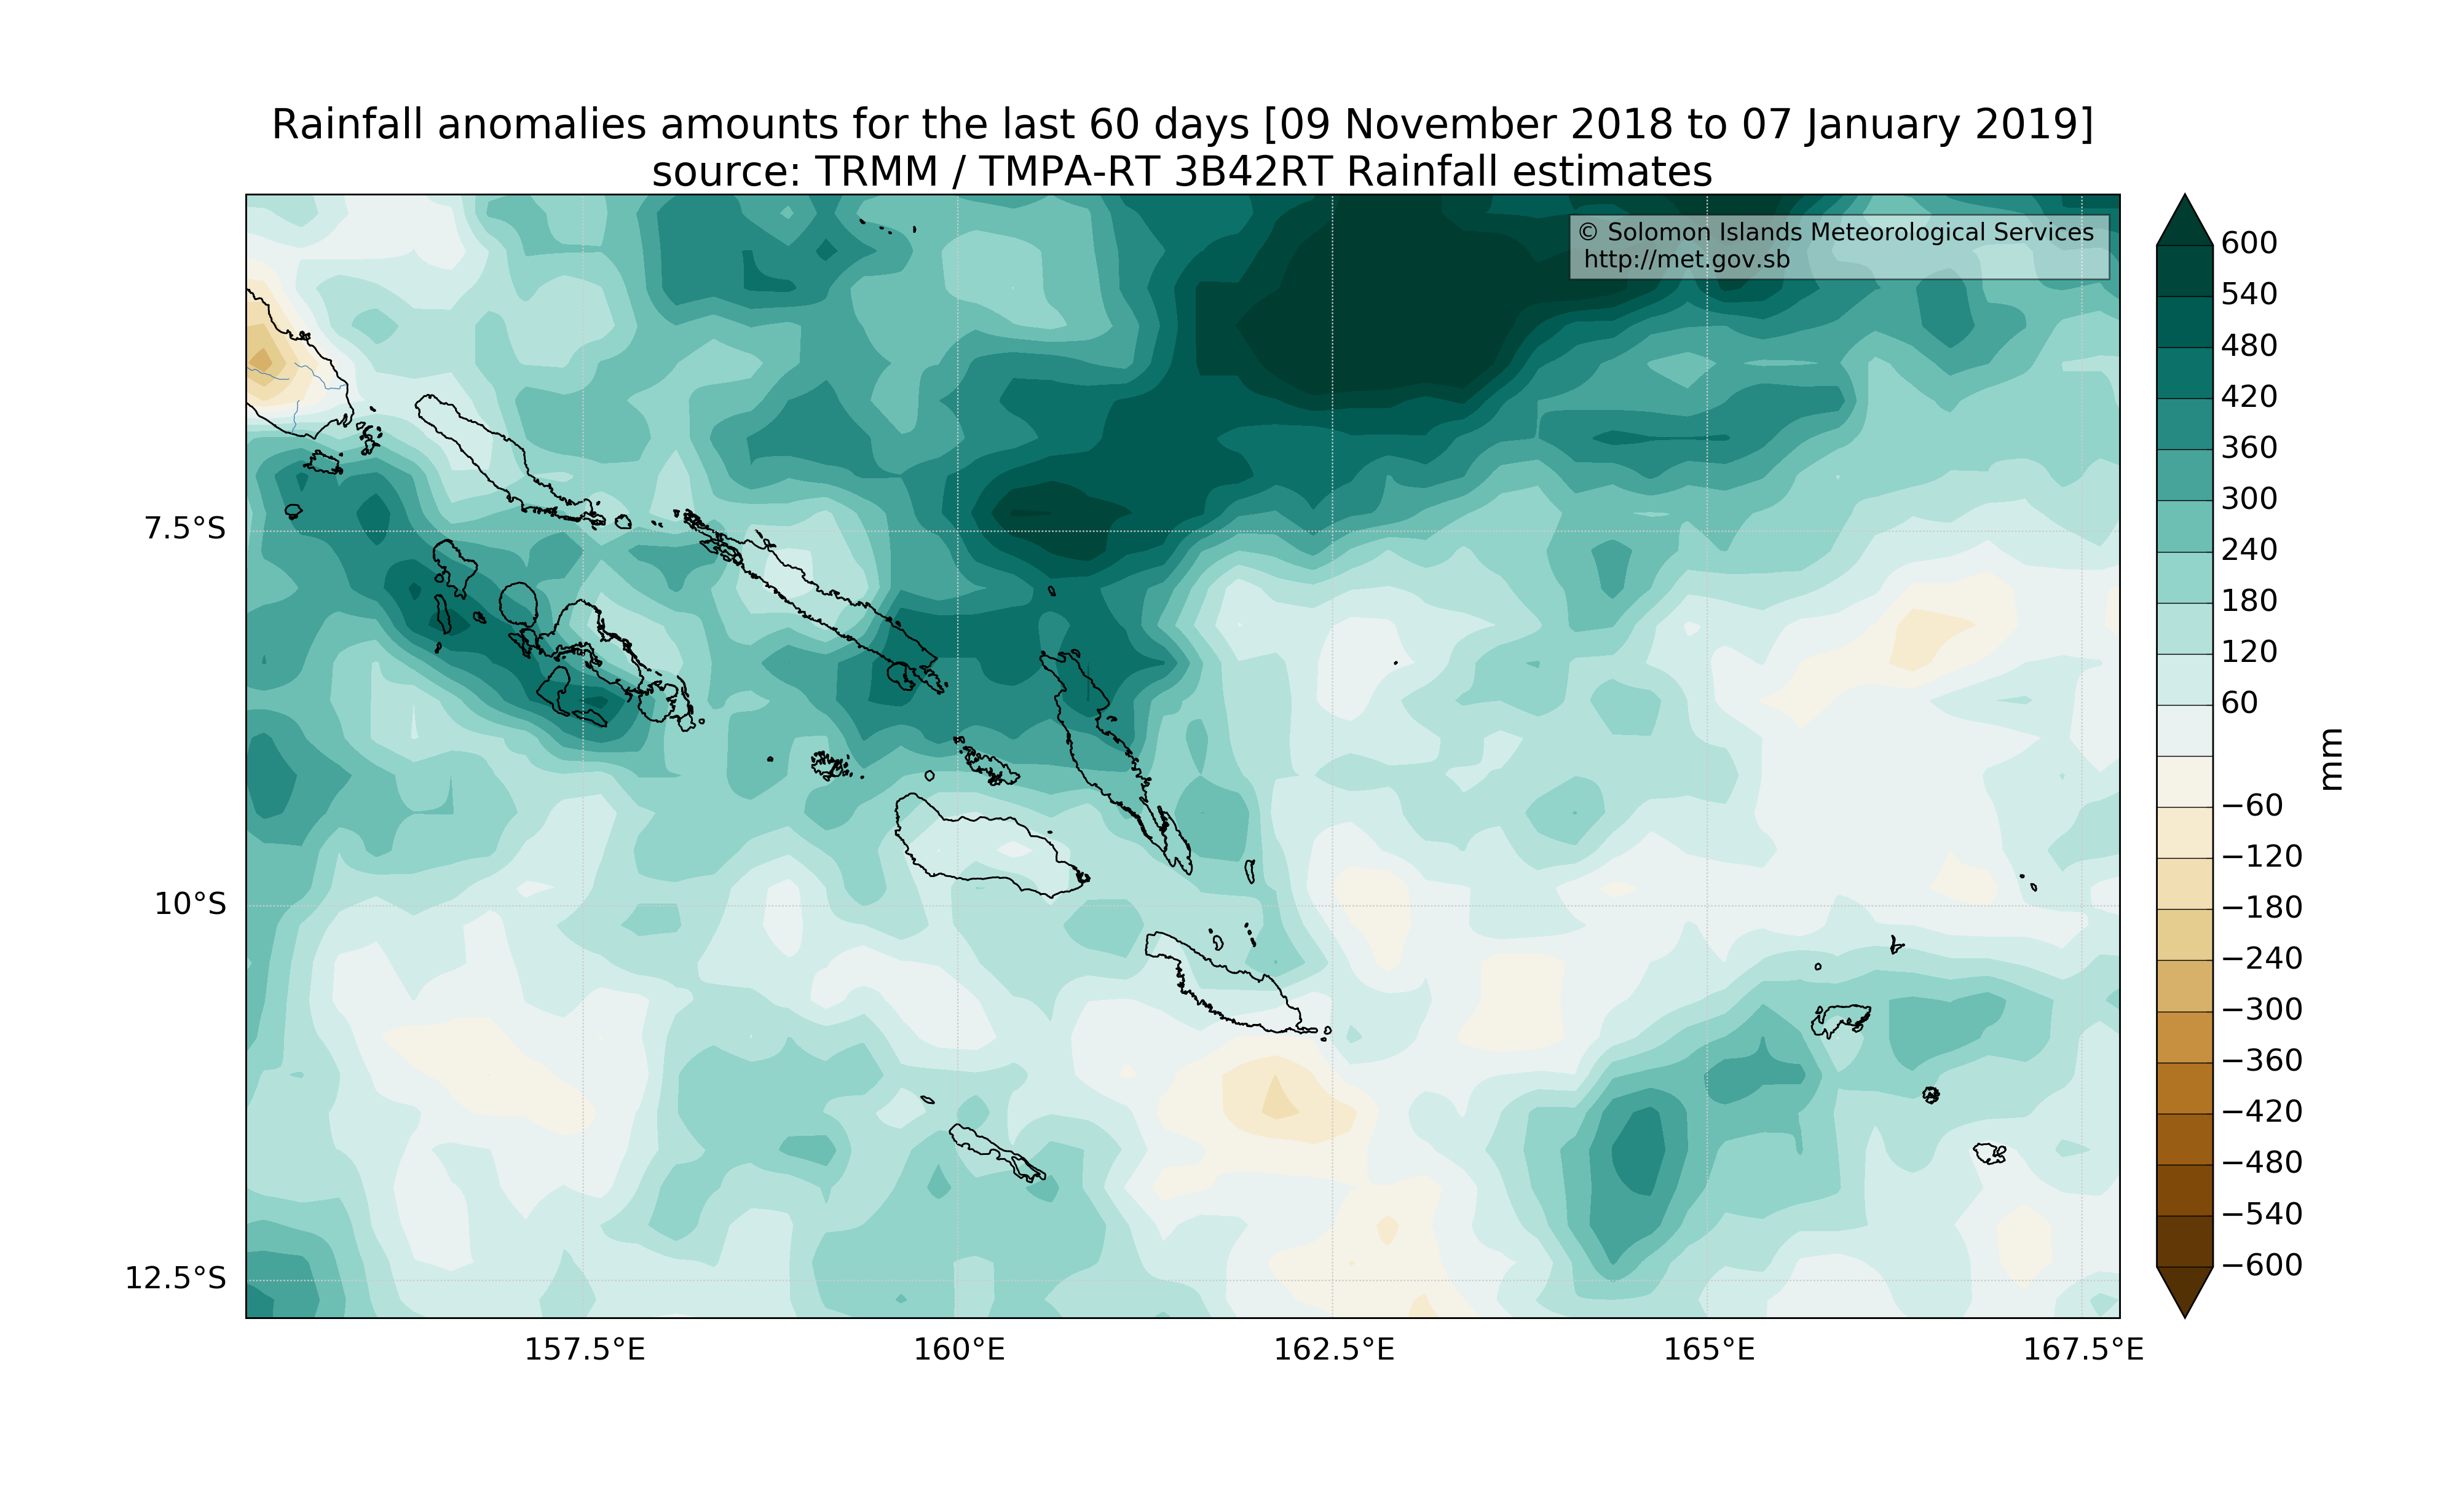 Rainfall anomalies amounts for the last 60 days [09 November 2018 to 07 January 2019]
source: TRMM / TMPA-RT 3B42RT Rainfall estimates
© Solomon Islands Meteorological Services
http://met.gov.sb
7.5°S
10°S
12.5°S
157.5°E
160°E
162.5°E
165°E
167.5°E
600
540
480
420
360
300
240
180
120
60
−60
−120
−180
−240
−300
−360
−420
−480
−540
−600
mm